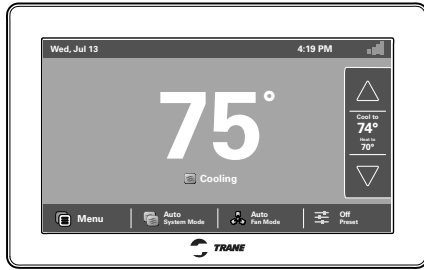 Wed, Jul 13
4:19 PM
75°
Cool to
74°
Heat to
70°
Cooling
Menu
Auto
System Mode
Auto
Fan Mode
Off
Preset
TRANE